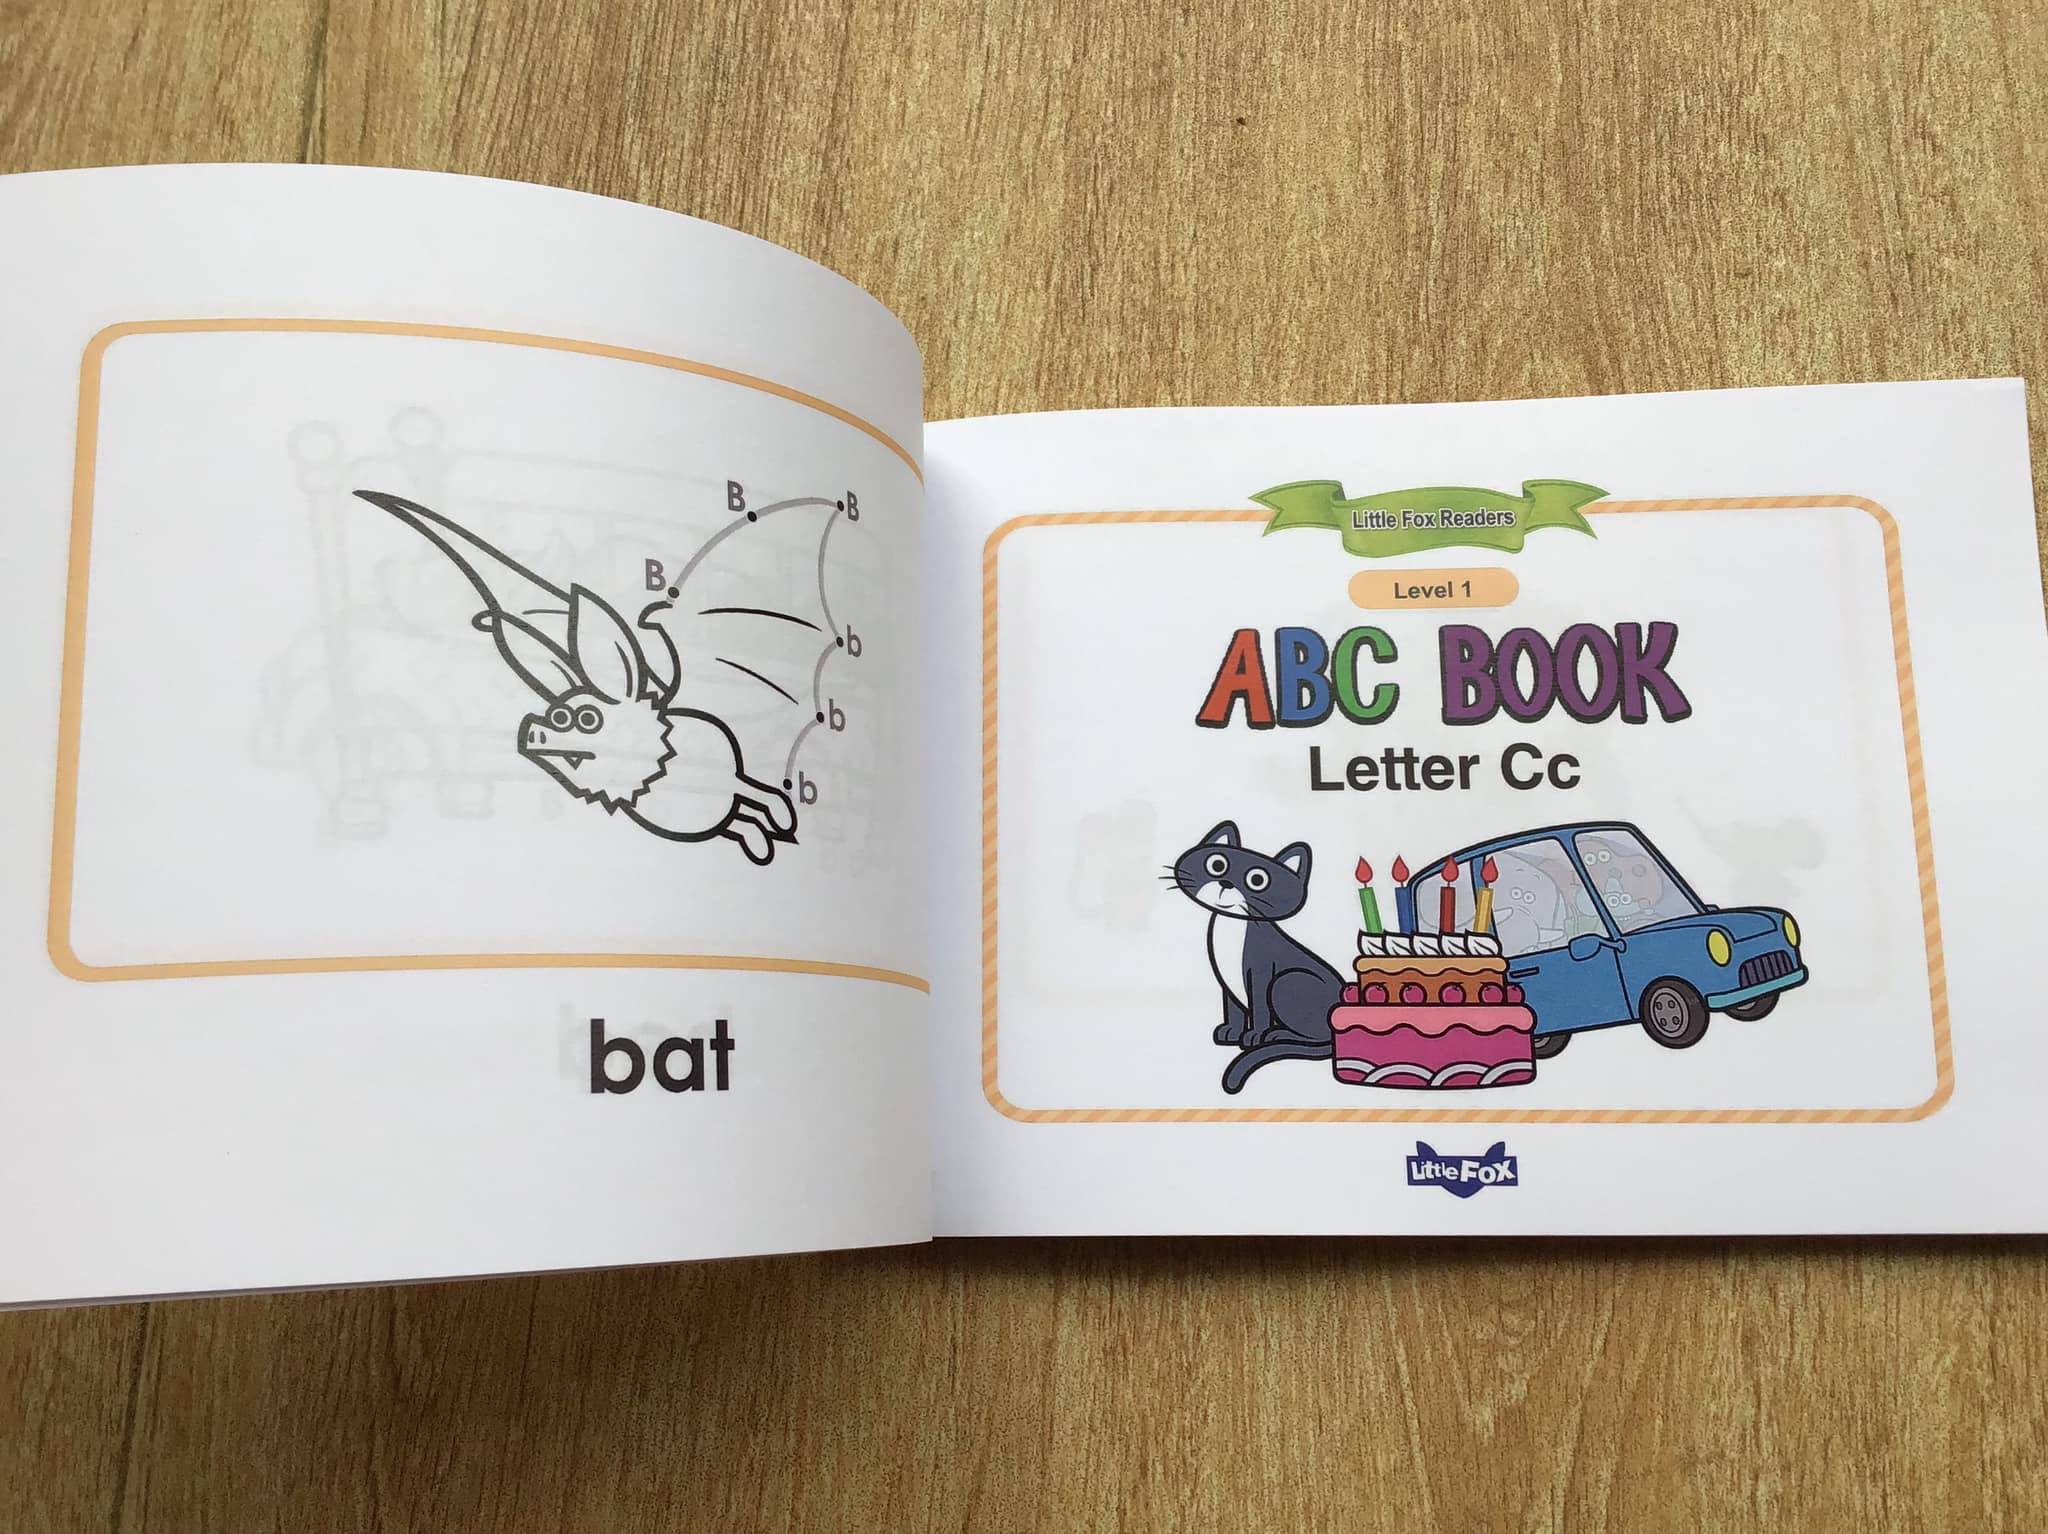 B
B
B
b
b
b
bat
Little Fox Readers
Level 1
ABC BOOK
Letter Cc
Little Fox